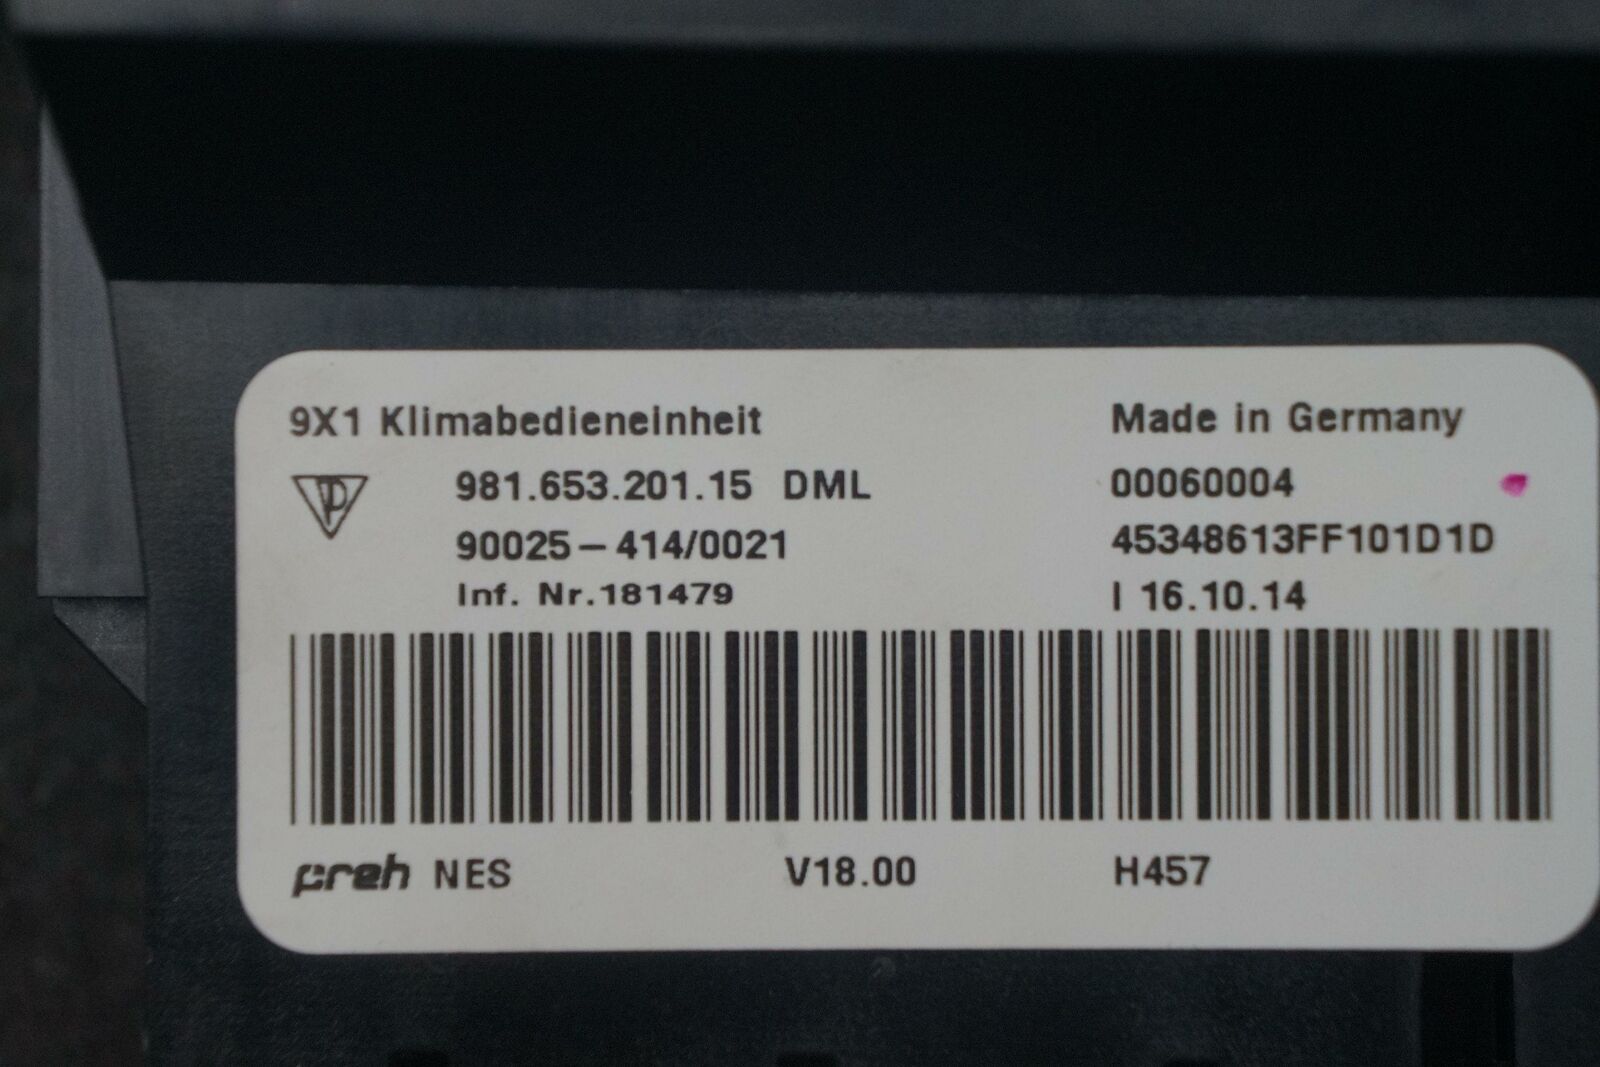 9X1 Klimabedieneinheit Made in Germany
981.653.201.15 DML 00060004
90025-414/0021 45348613FF101D1D
Inf. Nr.181479 I 16.10.14
preh NES V18.00 H457